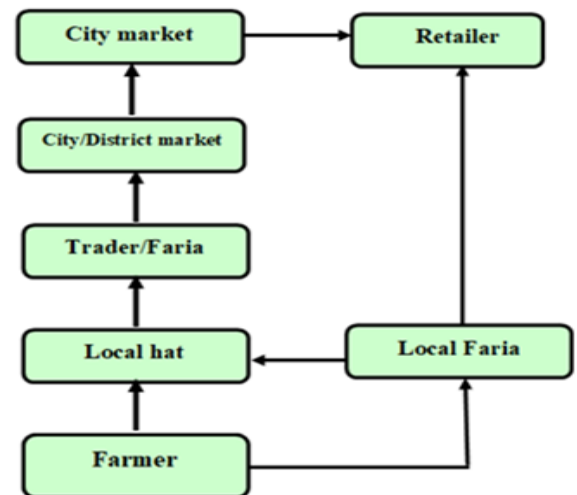 City market
Retailer
City/District market
Trader/Faria
Local hat
Local Faria
Farmer